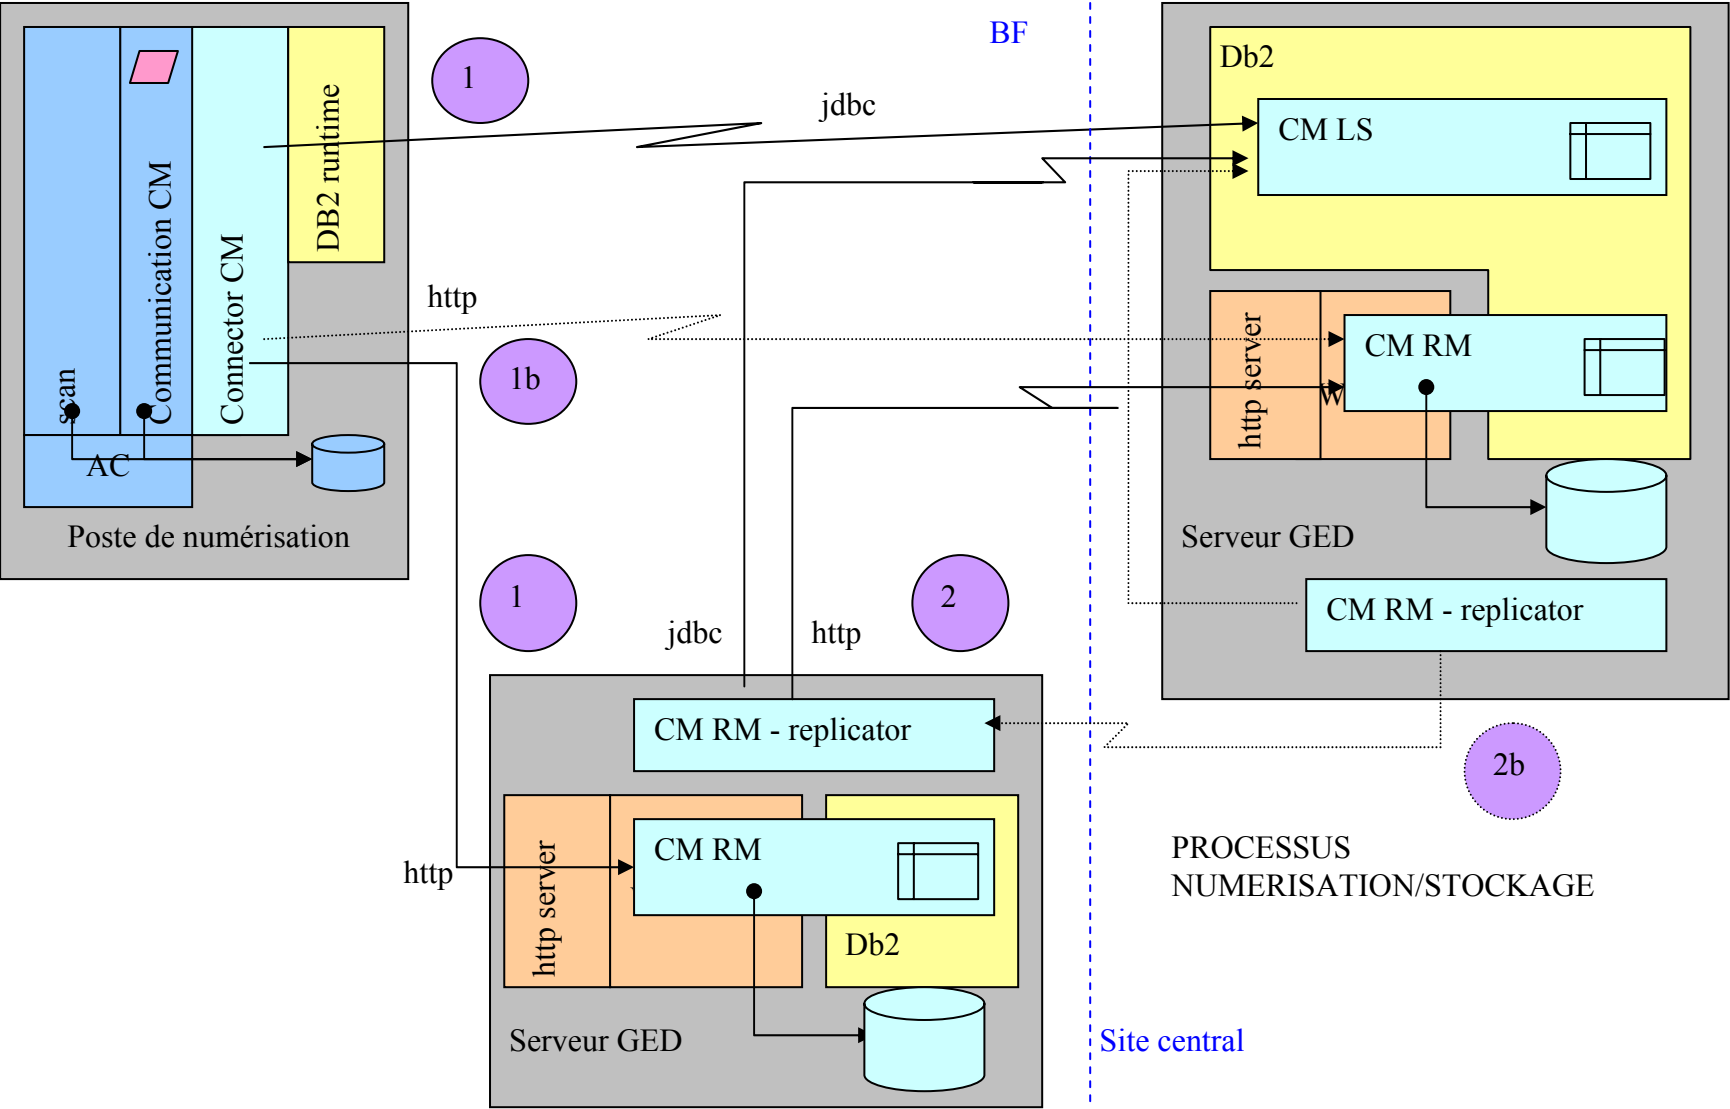 BF
Db2
1
jdbc
CM LS
DB2 runtime
Communication CM
Connector CM
scan
http
1b
http server
CM RM
AC
Poste de numérisation
Serveur GED
1
2
jdbc
http
CM RM - replicator
CM RM - replicator
2b
http
http server
CM RM
Db2
PROCESSUS
NUMERISATION/STOCKAGE
Serveur GED
Site central